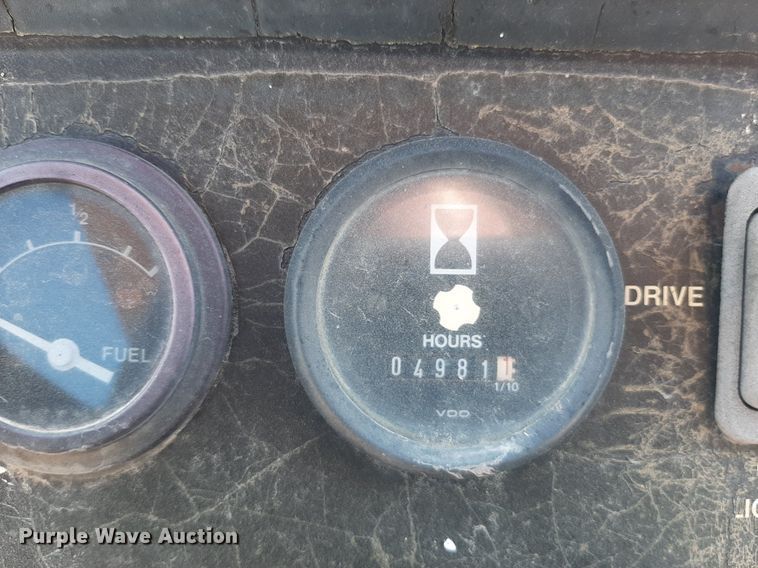 1/2
FUEL
HOURS
04981
1/10
VDO
DRIVE
Purple Wave Auction